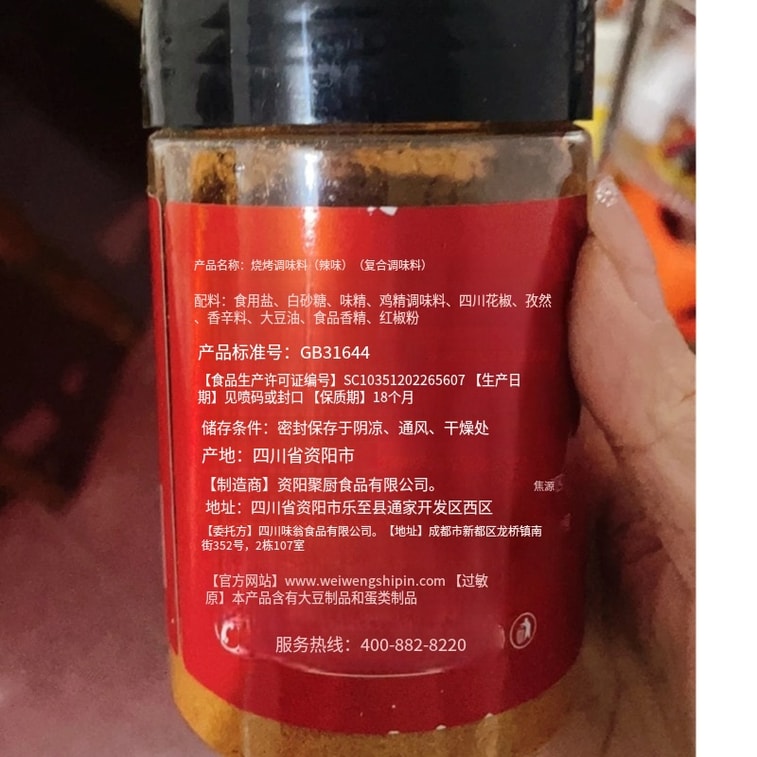 产品名称：烧烤调味料（辣味）（复合调味料）
配料：食用盐、白砂糖、味精、鸡精调味料、四川花椒、孜然
、香辛料、大豆油、食品香精、红椒粉
产品标准号：GB31644
【食品生产许可证编号】SC10351202265607 【生产日
期】见喷码或封口 【保质期】18个月
储存条件：密封保存于阴凉、通风、干燥处
产地：四川省资阳市
【制造商】资阳聚厨食品有限公司。
焦源
地址：四川省资阳市乐至县通家开发区西区
【委托方】四川味翁食品有限公司。【地址】成都市新都区龙桥镇南
街352号，2栋107室
【官方网站】www.weiwengshipin.com 【过敏
原】本产品含有大豆制品和蛋类制品
服务热线：400-882-8220